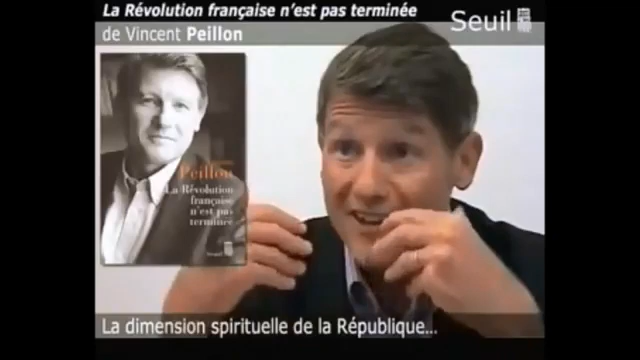 La Révolution française n'est pas terminée
de Vincent Peillon
Seuil
Peillon
La Révolution
française
n'est pas
terminée
Seuil
La dimension spirituelle de la République...